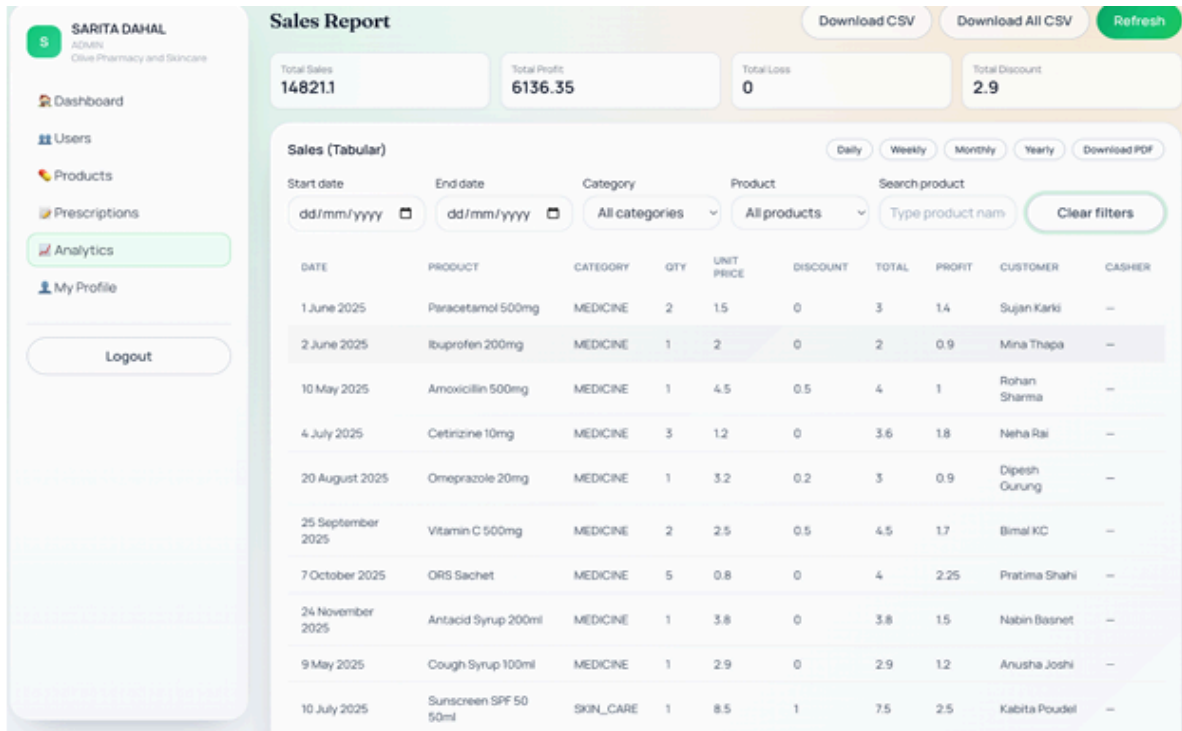 SARITA DAHAL
S
ADMIN
Olive Pharmacy and Skincare
Dashboard
Users
Products
Prescriptions
Analytics
My Profile
Logout
Sales Report
Download CSV Download All CSV Refresh
Total Sales Total Profit Total Loss Total Discount
14821.1 6136.35 0 2.9
Sales (Tabular) Daily Weekly Monthly Yearly Download PDF
Start date End date Category Product Search product
dd/mm/yyyy dd/mm/yyyy All categories All products Type product nam Clear filters
DATE PRODUCT CATEGORY QTY UNIT PRICE DISCOUNT TOTAL PROFIT CUSTOMER CASHIER
1 June 2025 Paracetamol 500mg MEDICINE 2 1.5 0 3 1.4 Sujan Karki —
2 June 2025 Ibuprofen 200mg MEDICINE 1 2 0 2 0.9 Mina Thapa —
10 May 2025 Amoxicillin 500mg MEDICINE 1 4.5 0.5 4 1 Rohan Sharma —
4 July 2025 Cetirizine 10mg MEDICINE 3 1.2 0 3.6 1.8 Neha Rai —
20 August 2025 Omeprazole 20mg MEDICINE 1 3.2 0.2 3 0.9 Dipesh Gurung —
25 September 2025 Vitamin C 500mg MEDICINE 2 2.5 0.5 4.5 1.7 Bimal KC —
7 October 2025 ORS Sachet MEDICINE 5 0.8 0 4 2.25 Pratima Shahi —
24 November 2025 Antacid Syrup 200ml MEDICINE 1 3.8 0 3.8 1.5 Nabin Basnet —
9 May 2025 Cough Syrup 100ml MEDICINE 1 2.9 0 2.9 1.2 Anusha Joshi —
10 July 2025 Sunscreen SPF 50 50ml SKIN_CARE 1 8.5 1 7.5 2.5 Kabita Poudel —